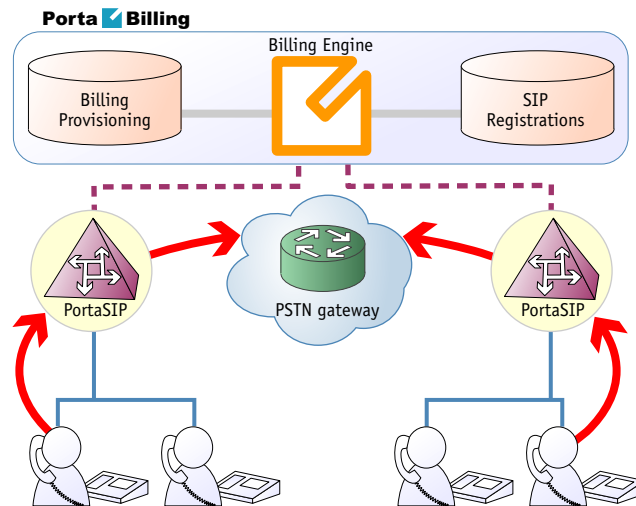 Porta Billing
Billing Engine
Billing
Provisioning
SIP
Registrations
PortaSIP
PSTN gateway
PortaSIP